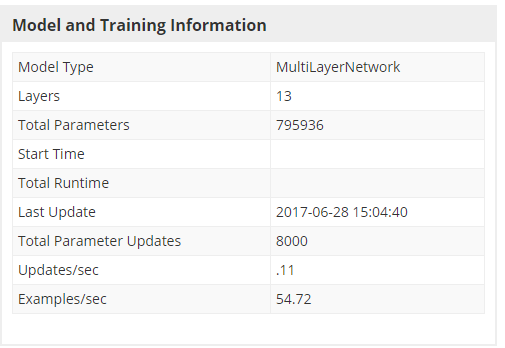 Model and Training Information
Model Type MultiLayerNetwork
Layers 13
Total Parameters 795936
Start Time
Total Runtime
Last Update 2017-06-28 15:04:40
Total Parameter Updates 8000
Updates/sec .11
Examples/sec 54.72